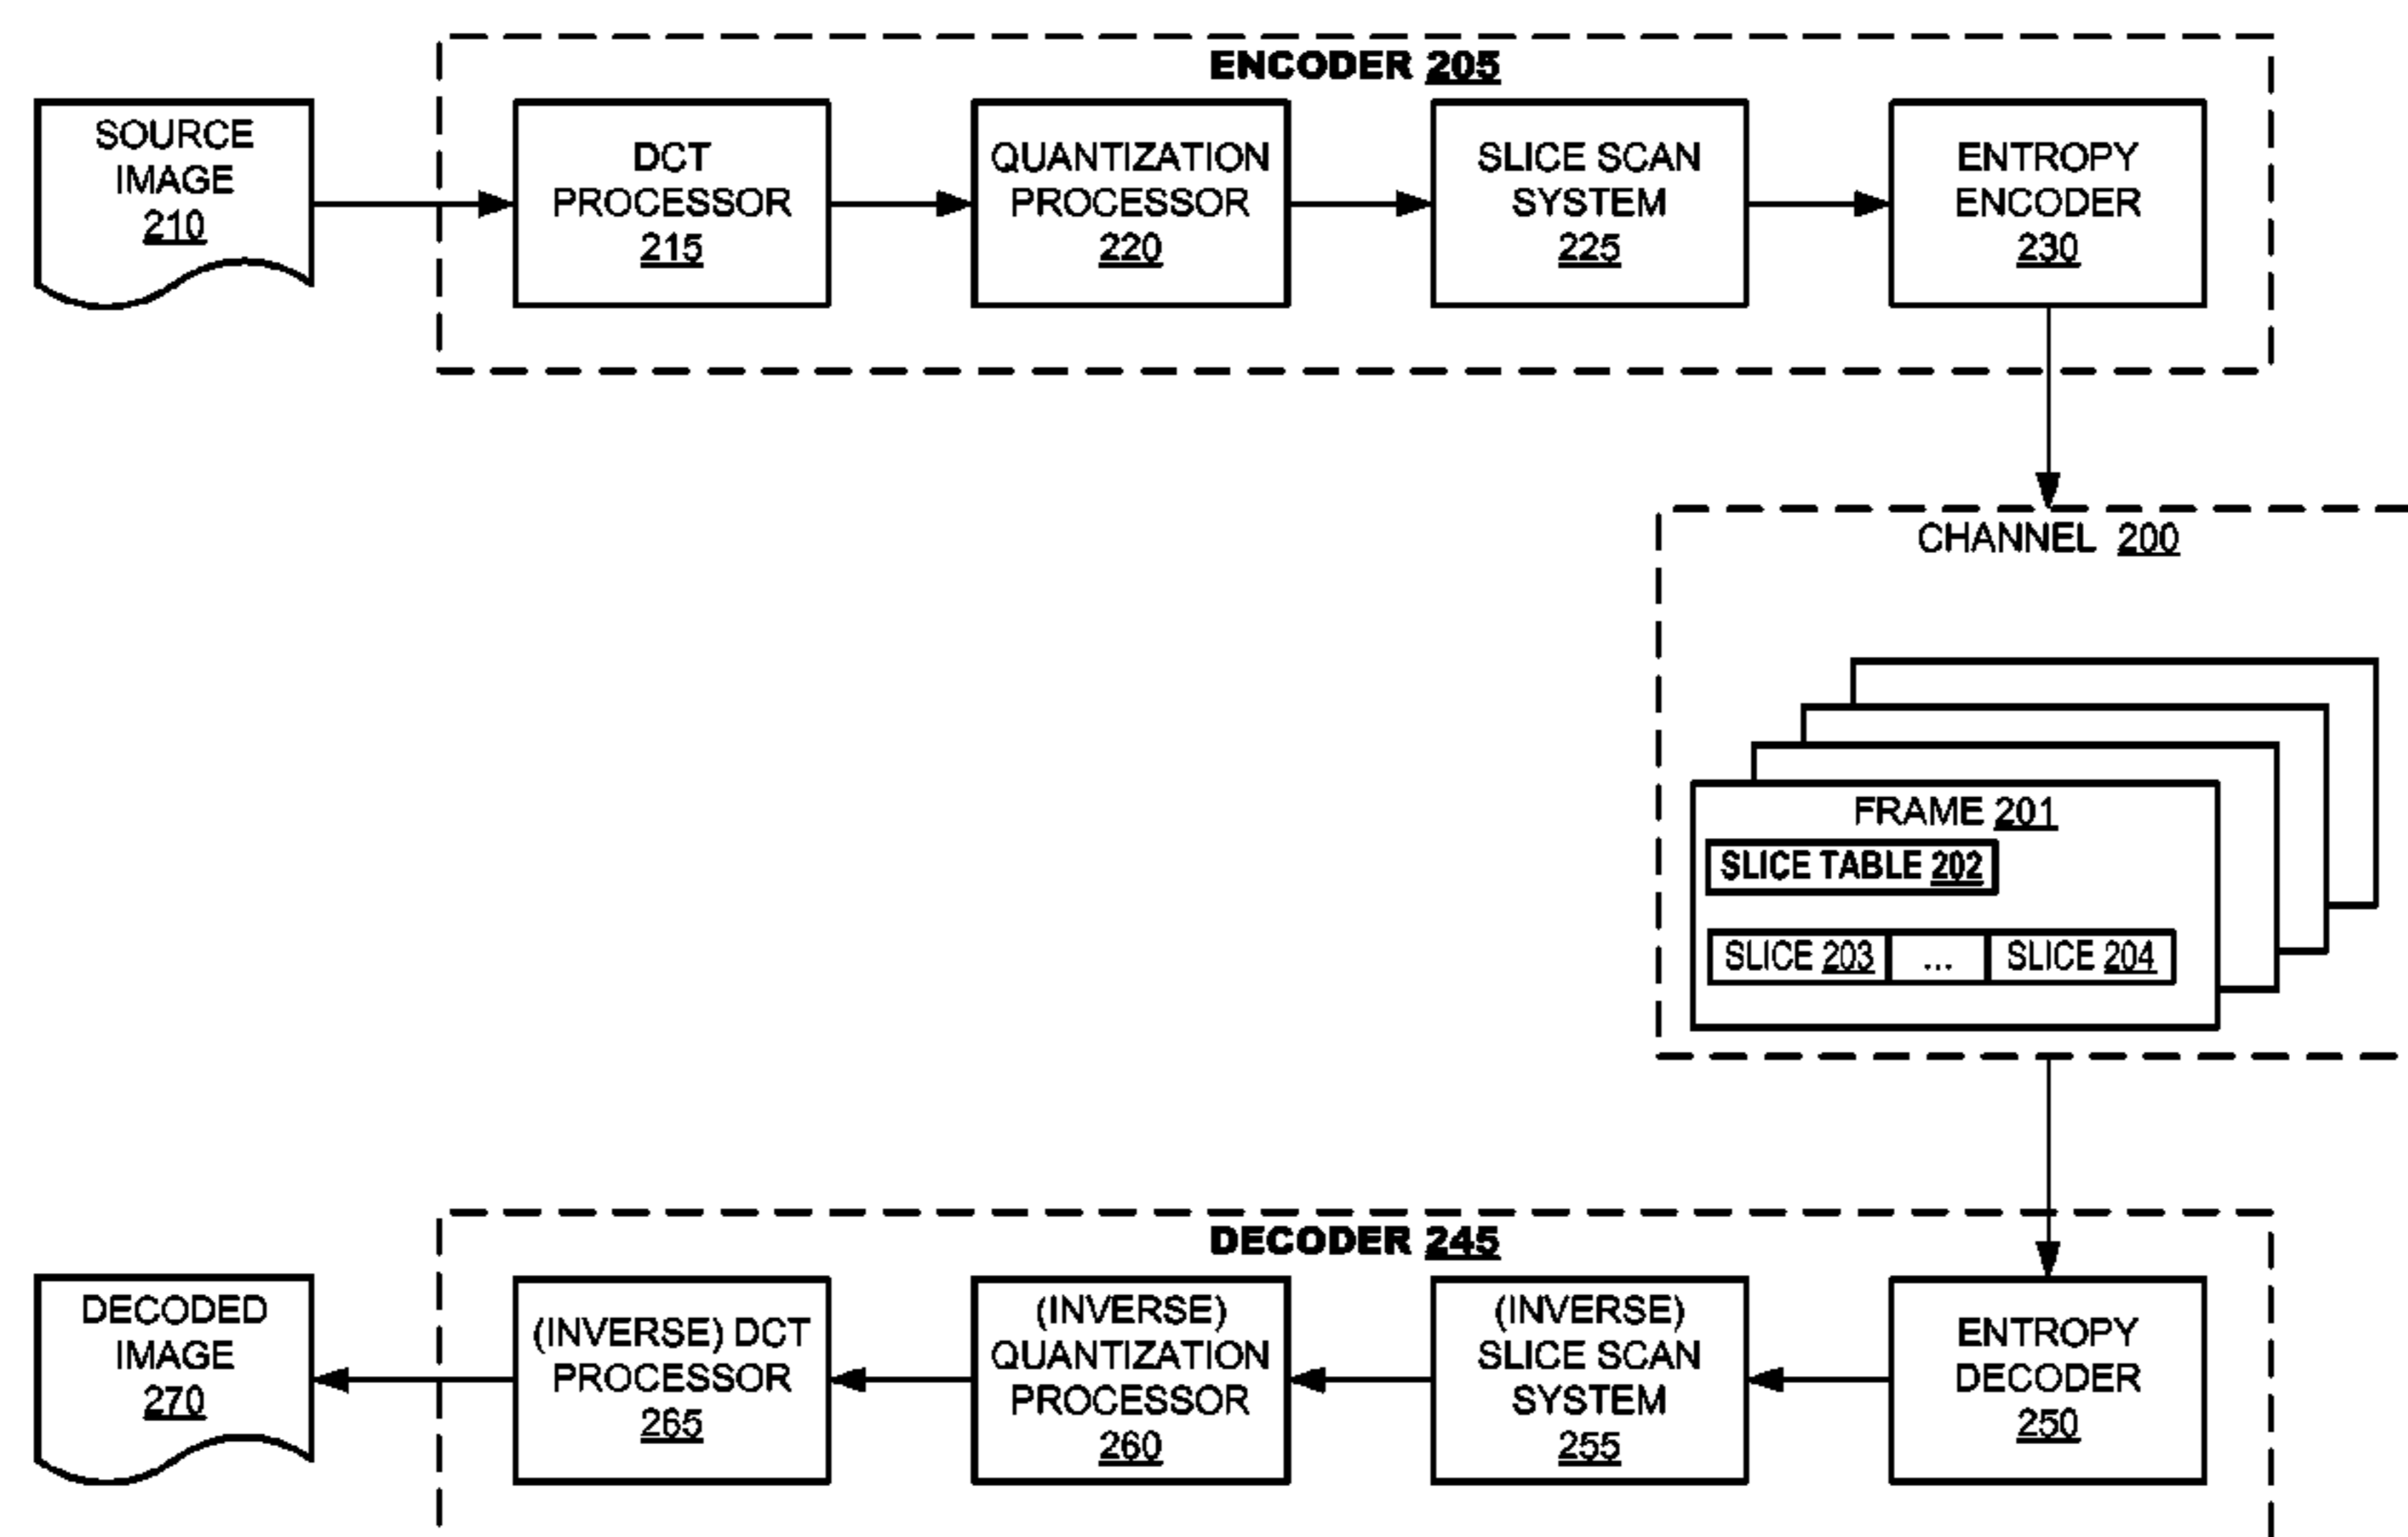 ENCODER 205
SOURCE
IMAGE
210
DCT
PROCESSOR
215
QUANTIZATION
PROCESSOR
220
SLICE SCAN
SYSTEM
225
ENTROPY
ENCODER
230
CHANNEL 200
FRAME 201
SLICE TABLE 202
SLICE 203 ... SLICE 204
DECODER 245
DECODED
IMAGE
270
(INVERSE) DCT
PROCESSOR
265
(INVERSE)
QUANTIZATION
PROCESSOR
260
(INVERSE)
SLICE SCAN
SYSTEM
255
ENTROPY
DECODER
250